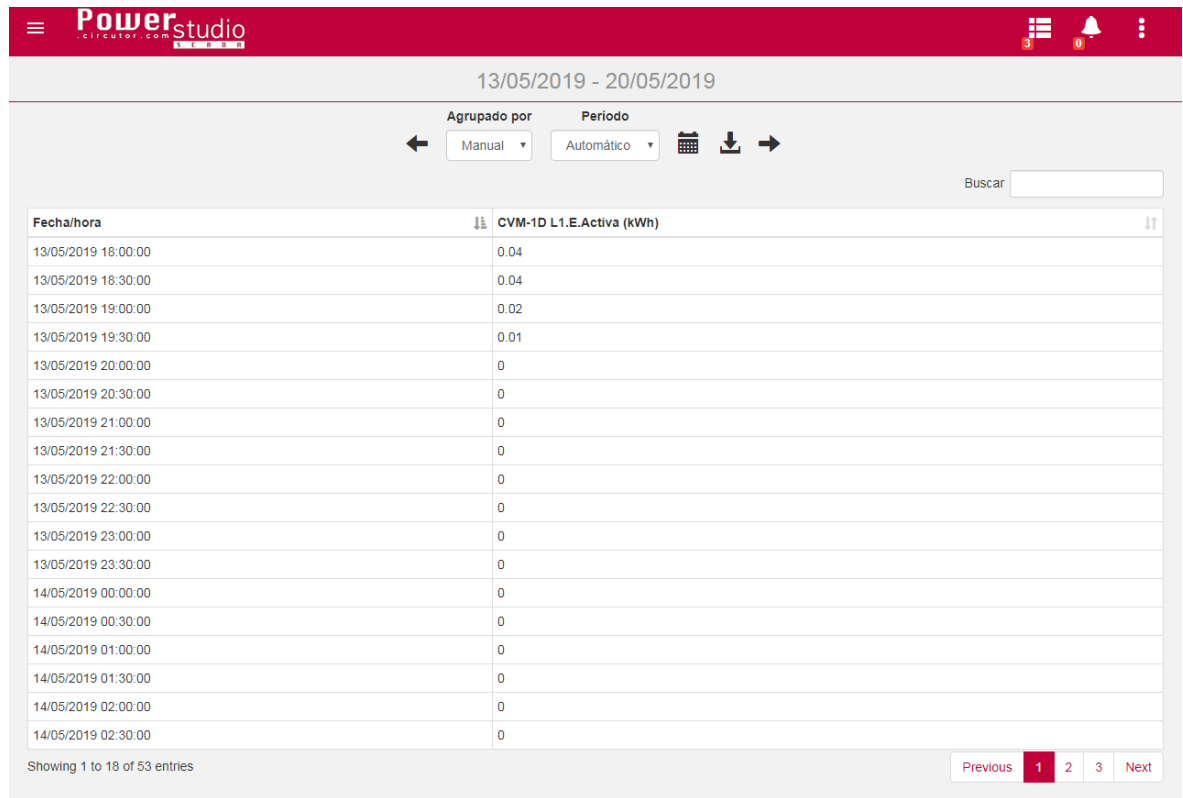 Powerstudio
.circutor.com
SCADA
3
0
13/05/2019 - 20/05/2019
Agrupado por Periodo
Manual Automático
Buscar
Fecha/hora CVM-1D L1.E.Activa (kWh)
13/05/2019 18:00:00 0.04
13/05/2019 18:30:00 0.04
13/05/2019 19:00:00 0.02
13/05/2019 19:30:00 0.01
13/05/2019 20:00:00 0
13/05/2019 20:30:00 0
13/05/2019 21:00:00 0
13/05/2019 21:30:00 0
13/05/2019 22:00:00 0
13/05/2019 22:30:00 0
13/05/2019 23:00:00 0
13/05/2019 23:30:00 0
14/05/2019 00:00:00 0
14/05/2019 00:30:00 0
14/05/2019 01:00:00 0
14/05/2019 01:30:00 0
14/05/2019 02:00:00 0
14/05/2019 02:30:00 0
Showing 1 to 18 of 53 entries Previous 1 2 3 Next